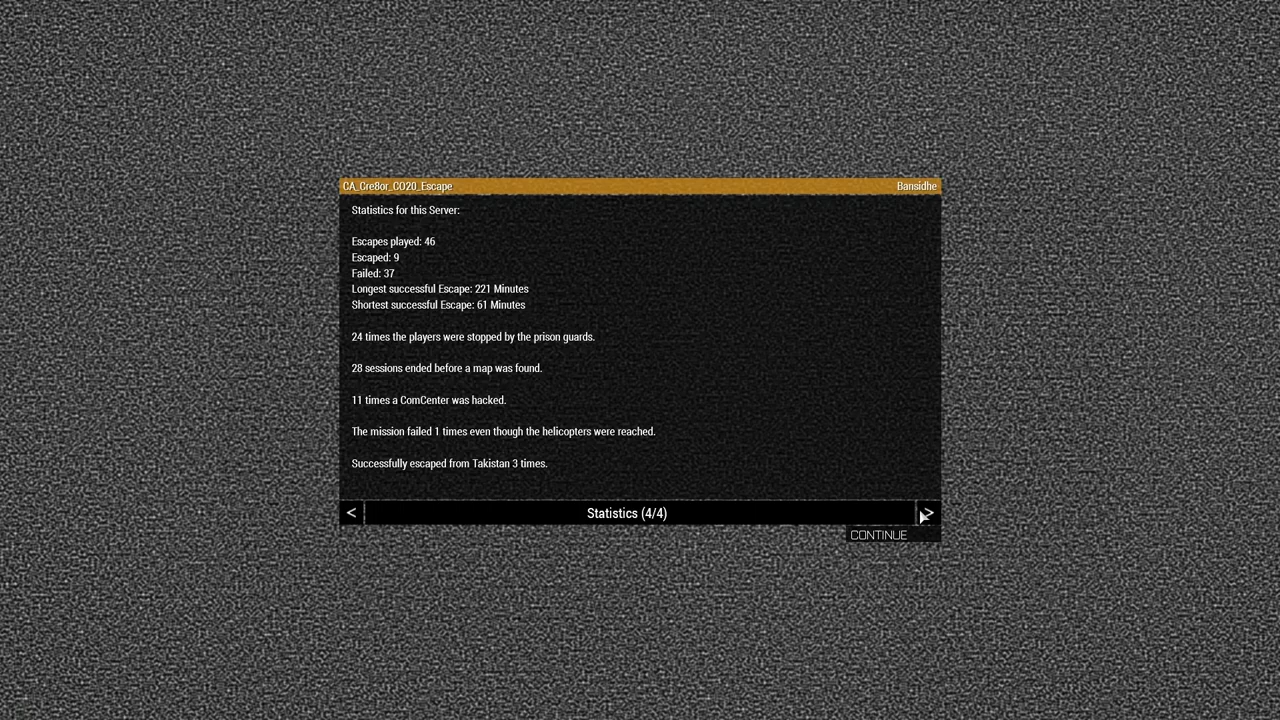 CA_Cre8or_CO20_Escape Bansidhe
Statistics for this Server:
Escapes played: 46
Escaped: 9
Failed: 37
Longest successful Escape: 221 Minutes
Shortest successful Escape: 61 Minutes
24 times the players were stopped by the prison guards.
28 sessions ended before a map was found.
11 times a ComCenter was hacked.
The mission failed 1 times even though the helicopters were reached.
Successfully escaped from Takistan 3 times.
< Statistics (4/4) >
CONTINUE